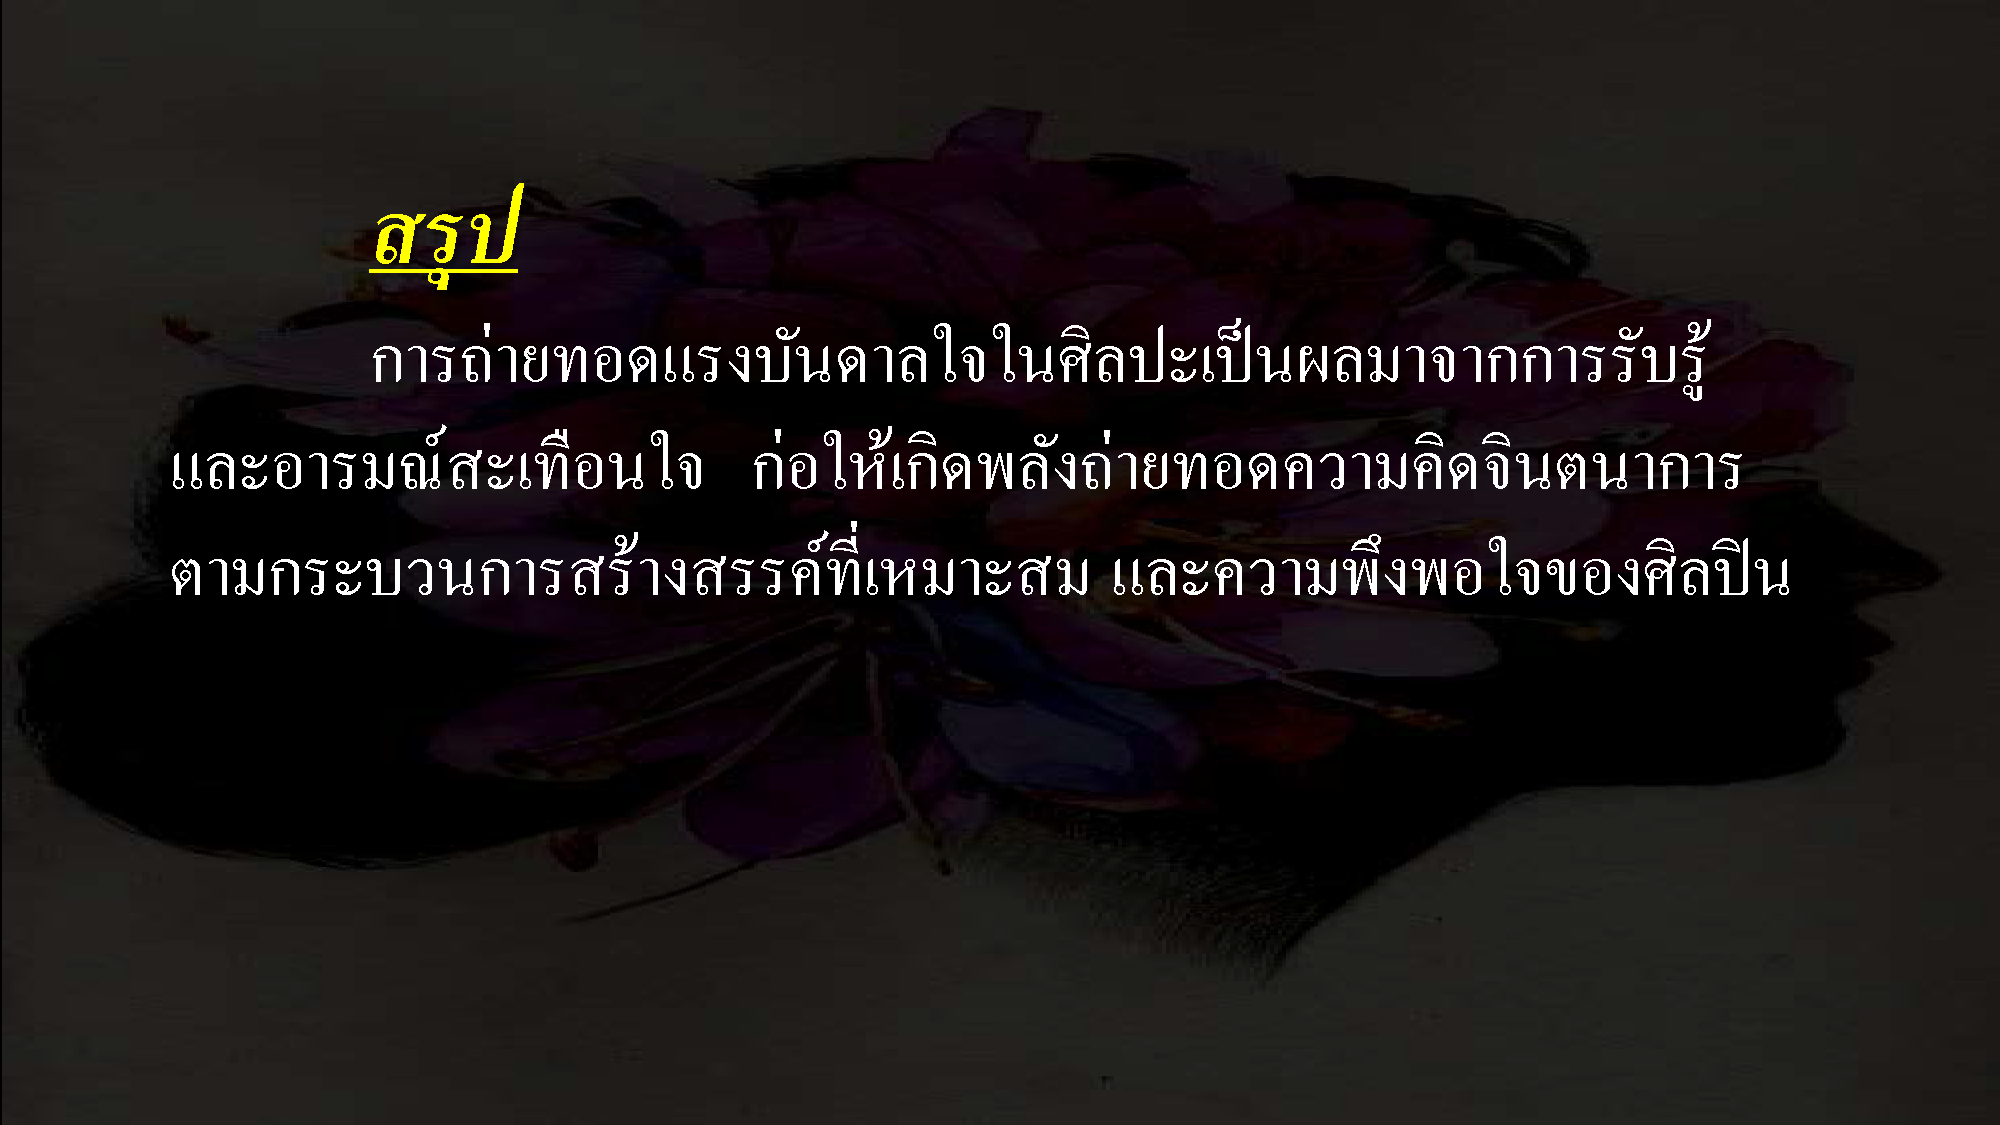 สรุป
การถ่ายทอดแรงบันดาลใจในศิลปะเป็นผลมาจากการรับรู้
และอารมณ์สะเทือนใจ ก่อให้เกิดพลังถ่ายทอดความคิดจินตนาการ
ตามกระบวนการสร้างสรรค์ที่เหมาะสม และความพึงพอใจของศิลปิน